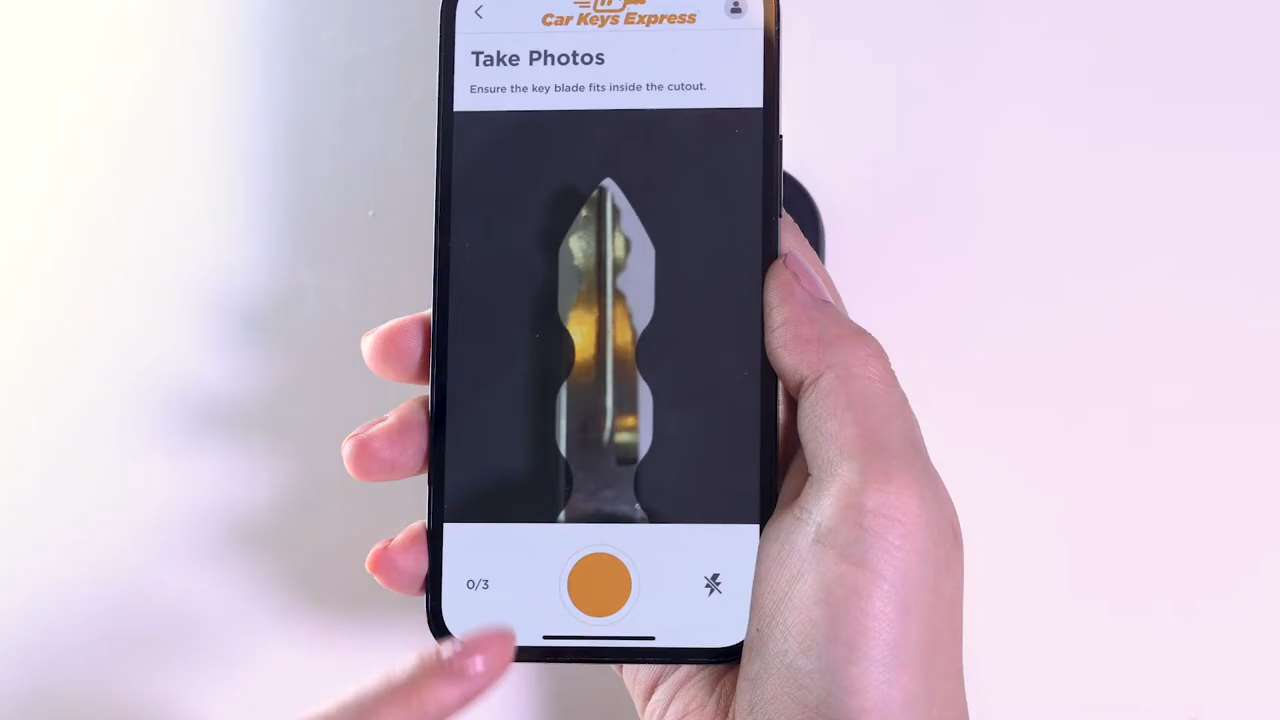 Car Keys Express
Take Photos
Ensure the key blade fits inside the cutout.
0/3